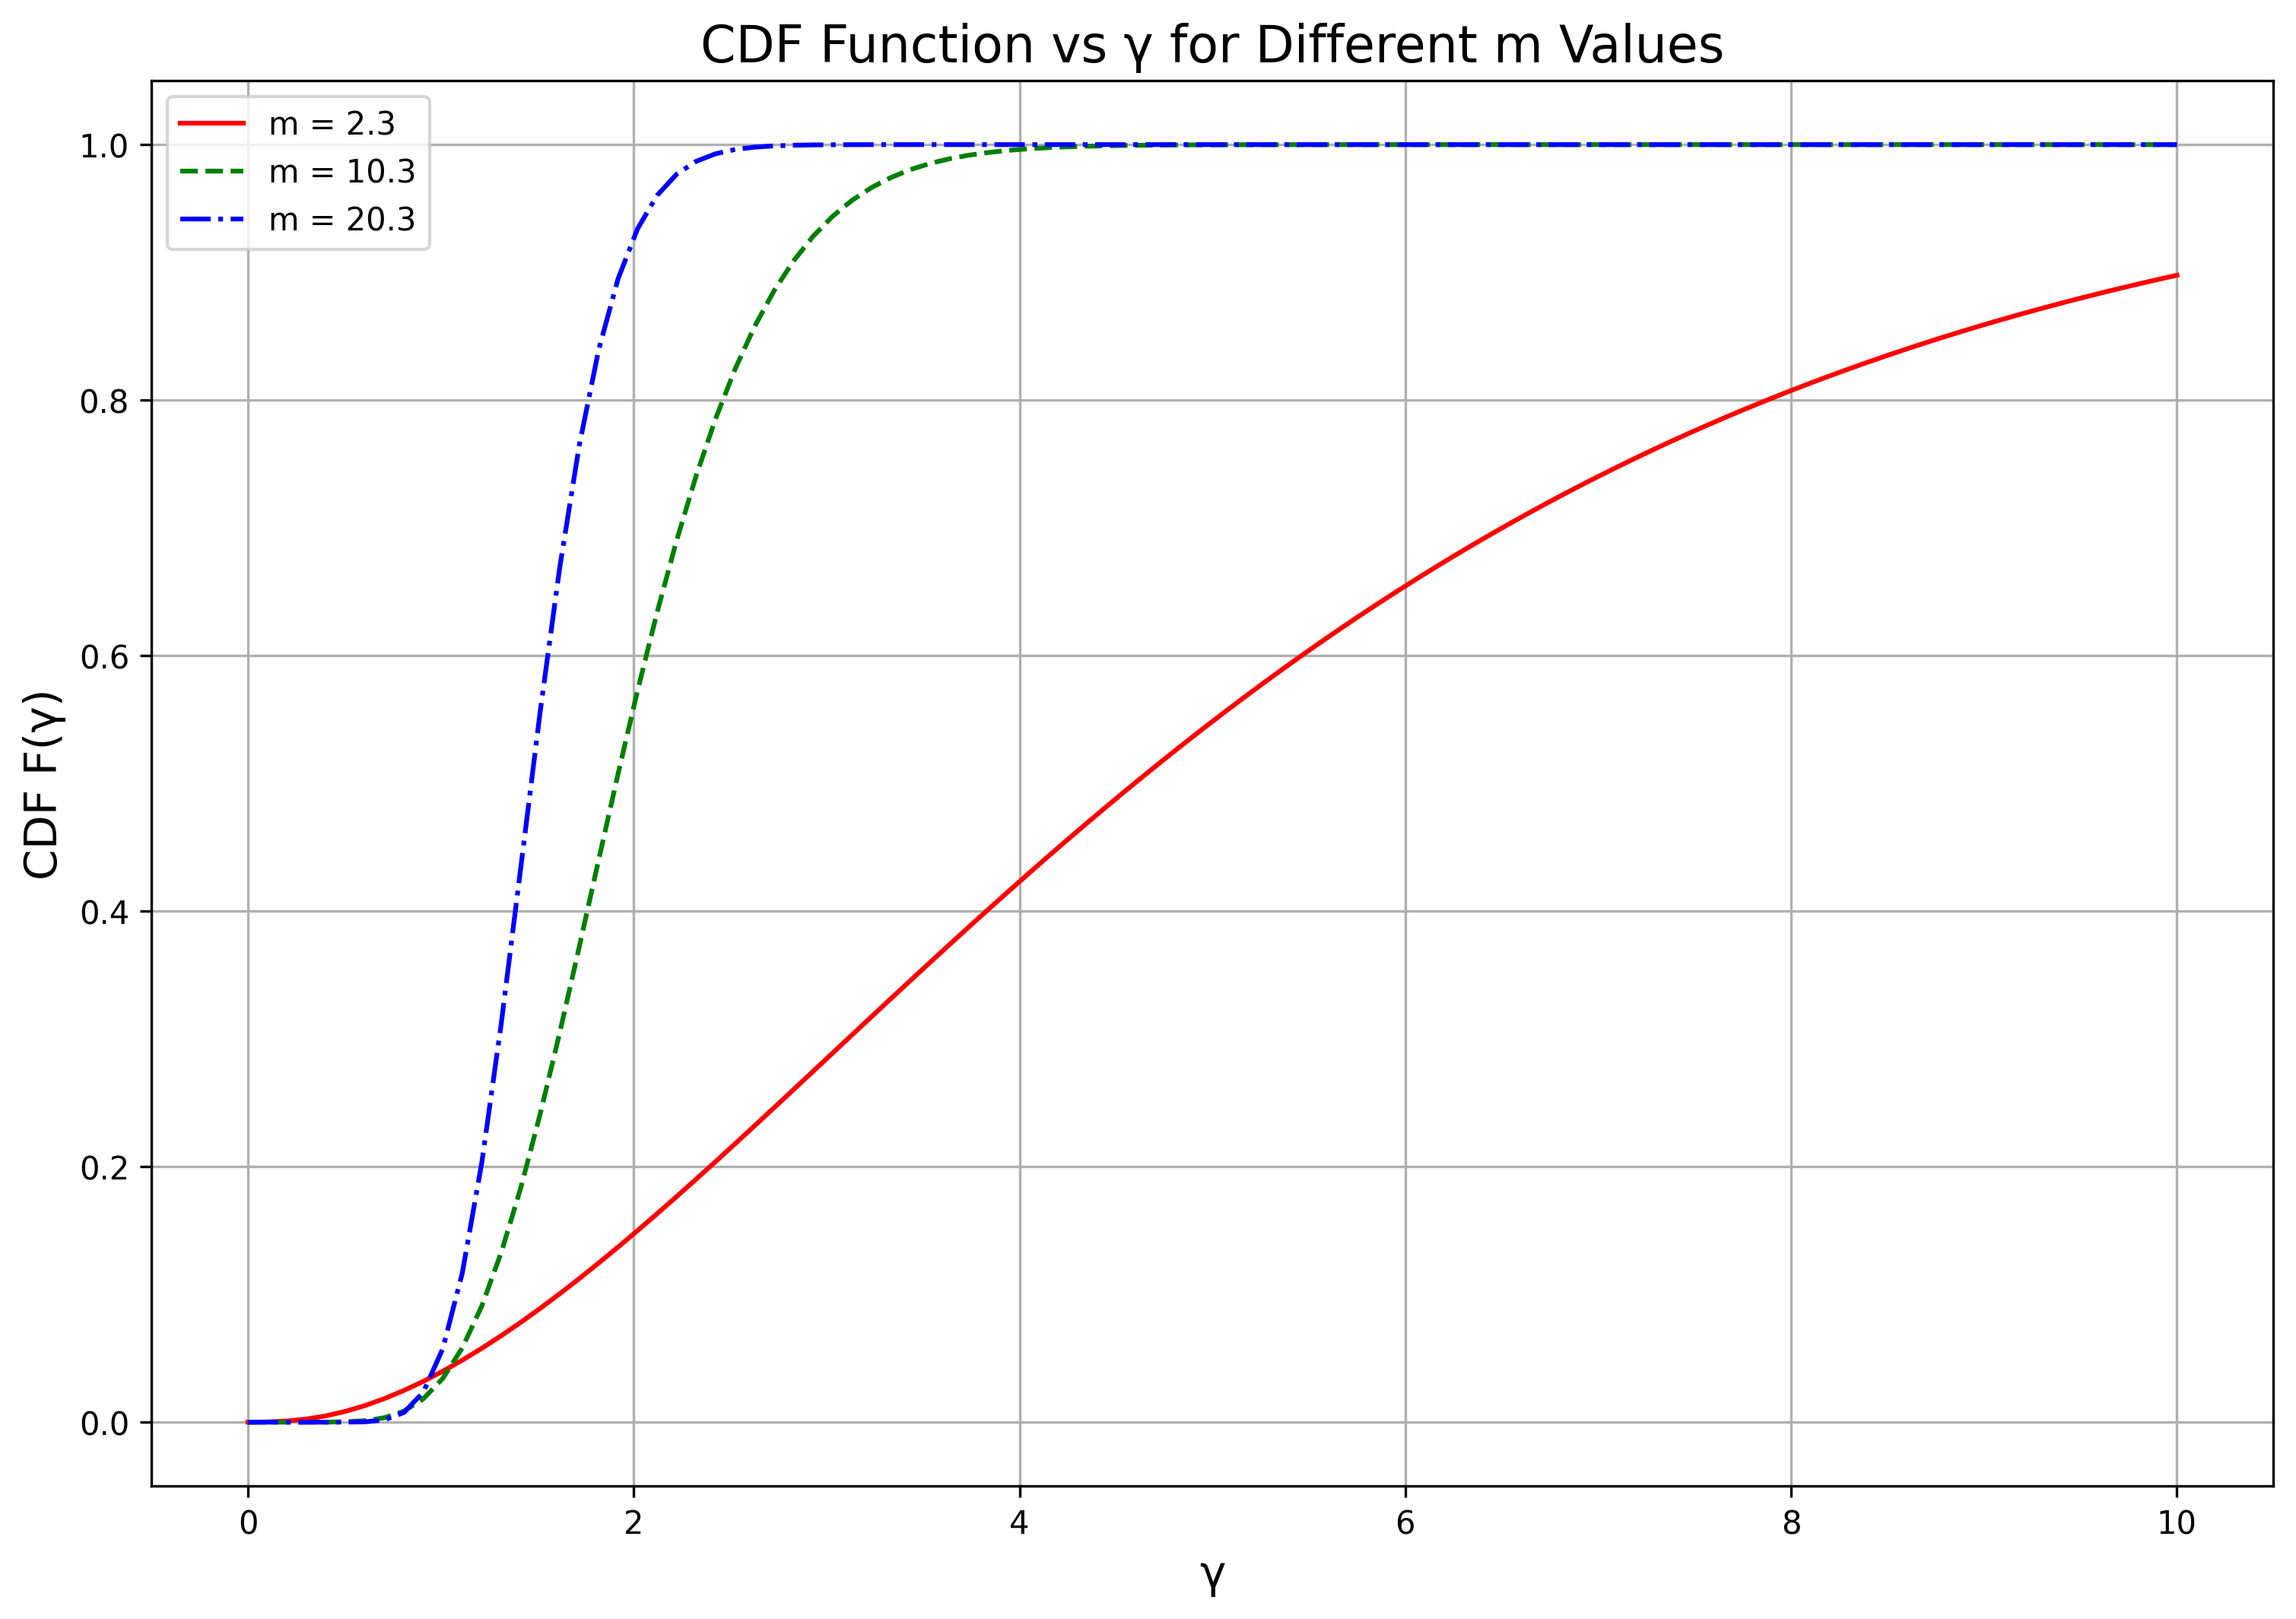 CDF Function vs γ for Different m Values
m = 2.3
m = 10.3
m = 20.3
1.0
0.8
0.6
0.4
0.2
0.0
CDF F(γ)
0 2 4 6 8 10
γ